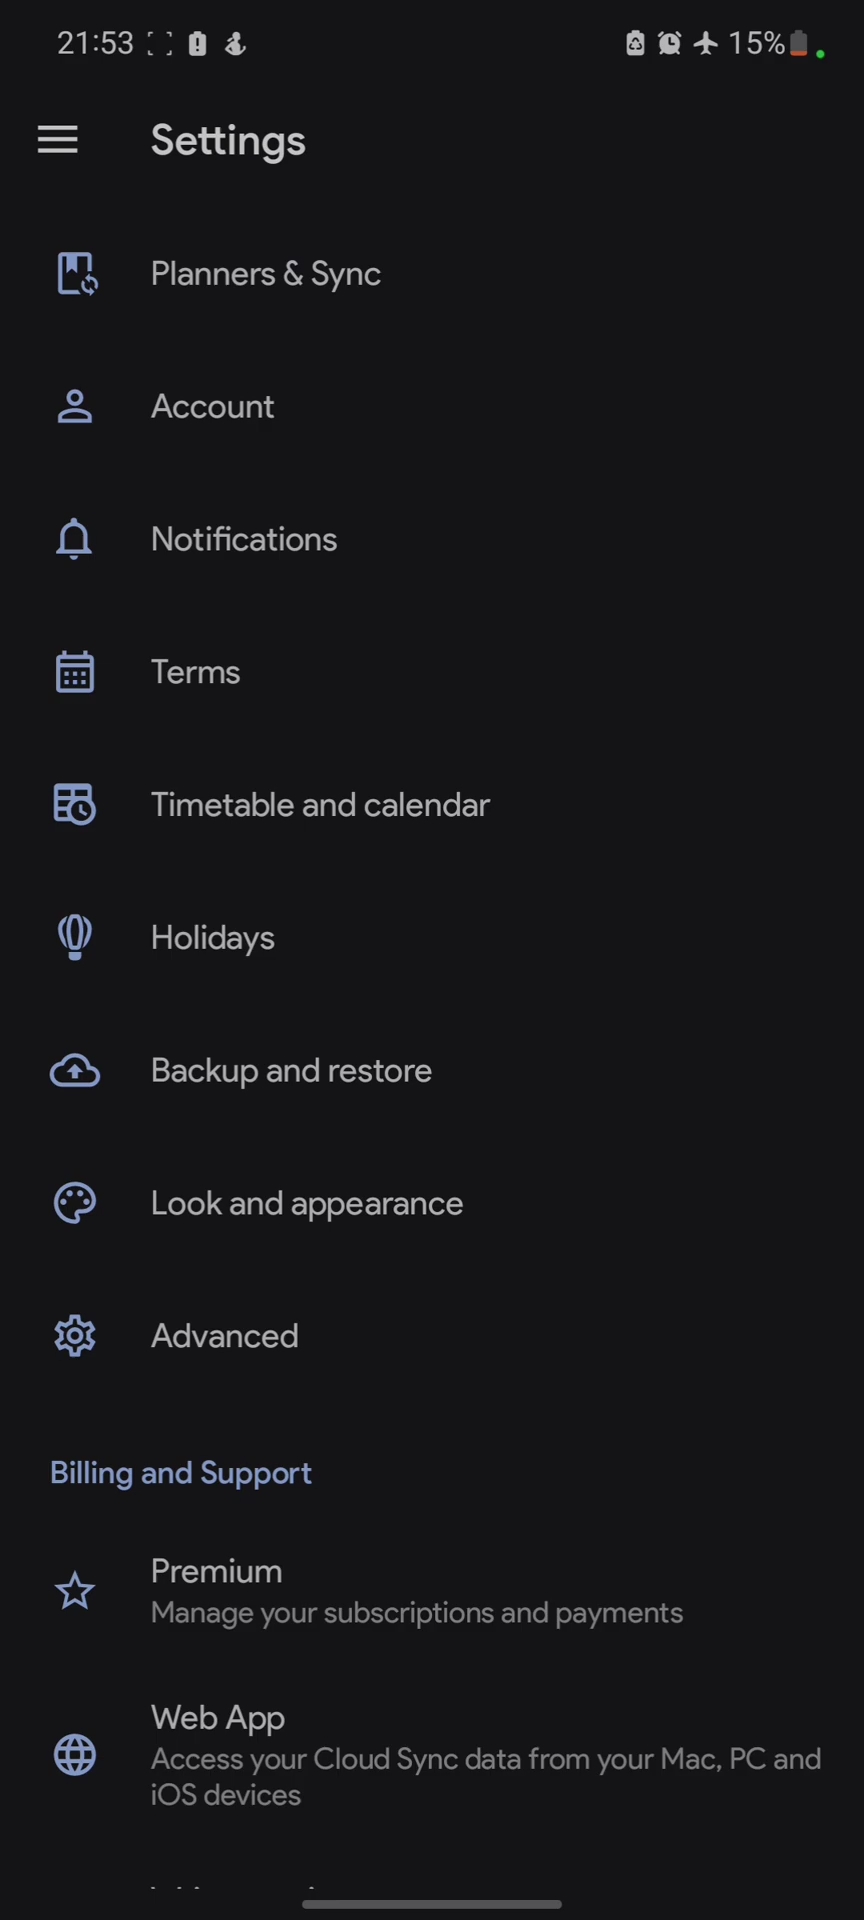 21:53 15%
Settings
Planners & Sync
Account
Notifications
Terms
Timetable and calendar
Holidays
Backup and restore
Look and appearance
Advanced
Billing and Support
Premium
Manage your subscriptions and payments
Web App
Access your Cloud Sync data from your Mac, PC and
iOS devices